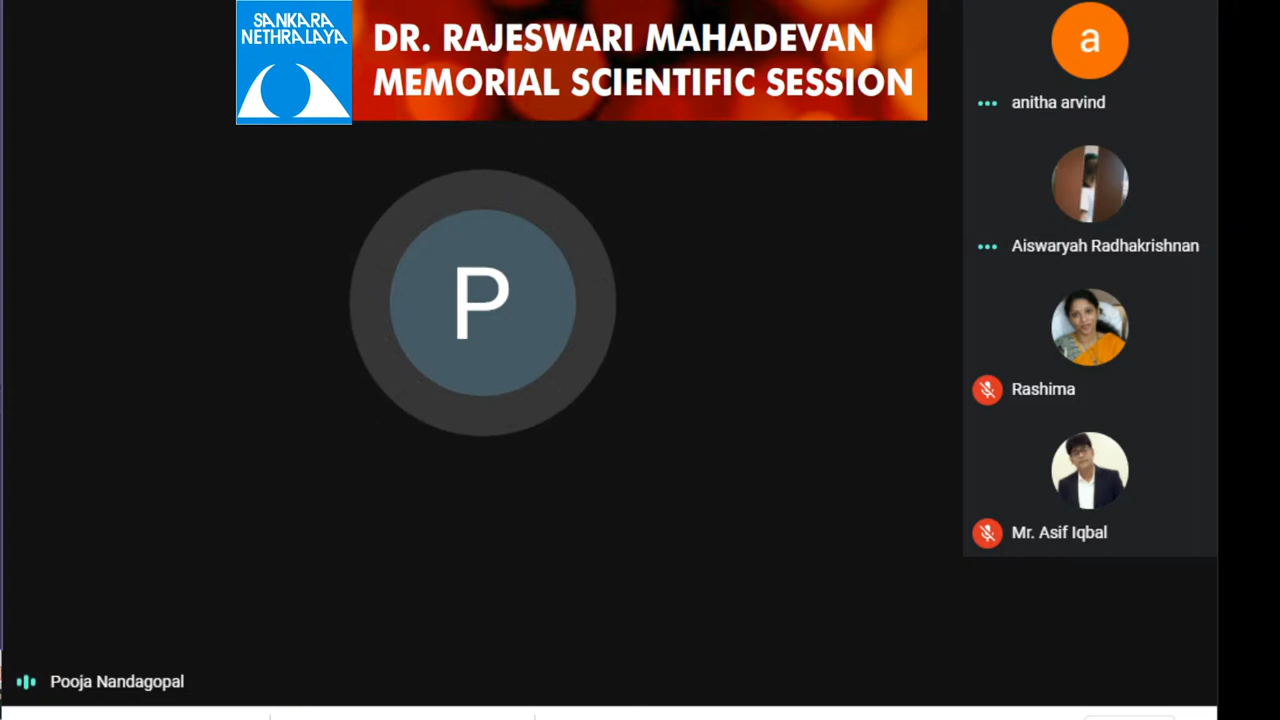 SANKARA
NETHRALAYA
DR. RAJESWARI MAHADEVAN
MEMORIAL SCIENTIFIC SESSION
a
anitha arvind
Aiswaryah Radhakrishnan
P
Rashima
Mr. Asif Iqbal
Pooja Nandagopal